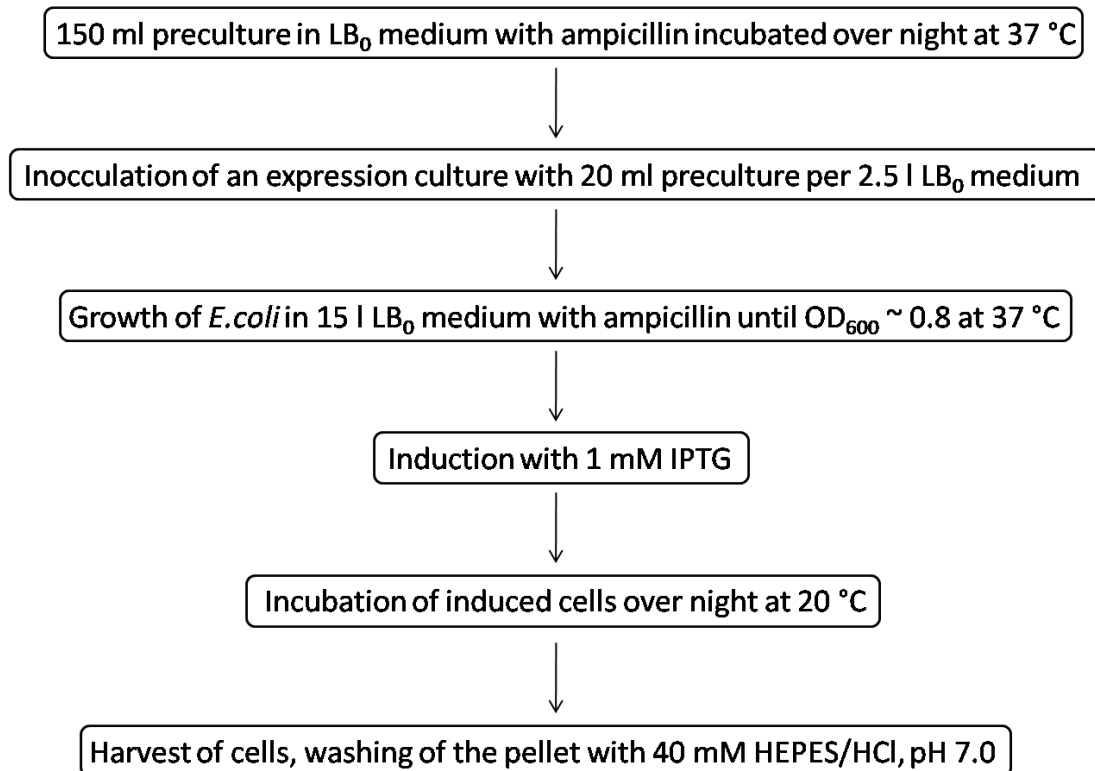 150 ml preculture in LB₀ medium with ampicillin incubated over night at 37 °C
Inocculation of an expression culture with 20 ml preculture per 2.5 l LB₀ medium
Growth of E.coli in 15 l LB₀ medium with ampicillin until OD₆₀₀ ~ 0.8 at 37 °C
Induction with 1 mM IPTG
Incubation of induced cells over night at 20 °C
Harvest of cells, washing of the pellet with 40 mM HEPES/HCl, pH 7.0